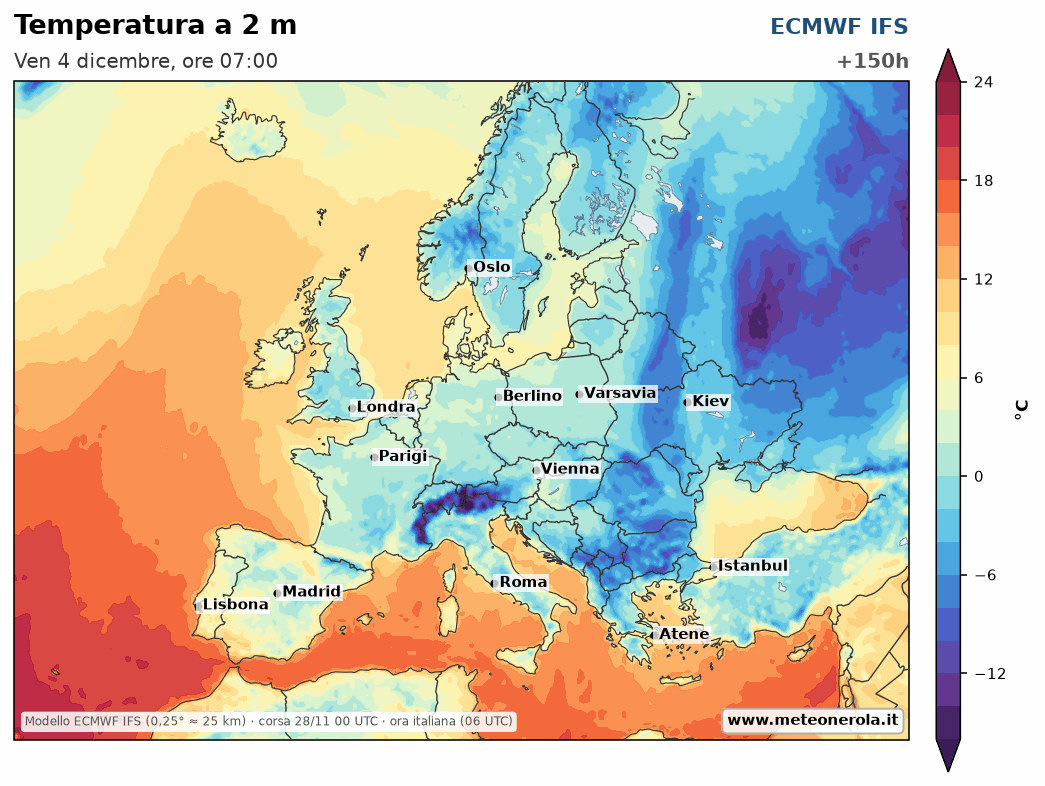 Temperatura a 2 m
ECMWF IFS
Ven 4 dicembre, ore 07:00
+150h
24
18
12
6
0
−6
−12
°C
Oslo
Londra
Berlino
Varsavia
Kiev
Parigi
Vienna
Istanbul
Roma
Madrid
Lisbona
Atene
Modello ECMWF IFS (0,25° ≈ 25 km) · corsa 28/11 00 UTC · ora italiana (06 UTC)
www.meteonerola.it